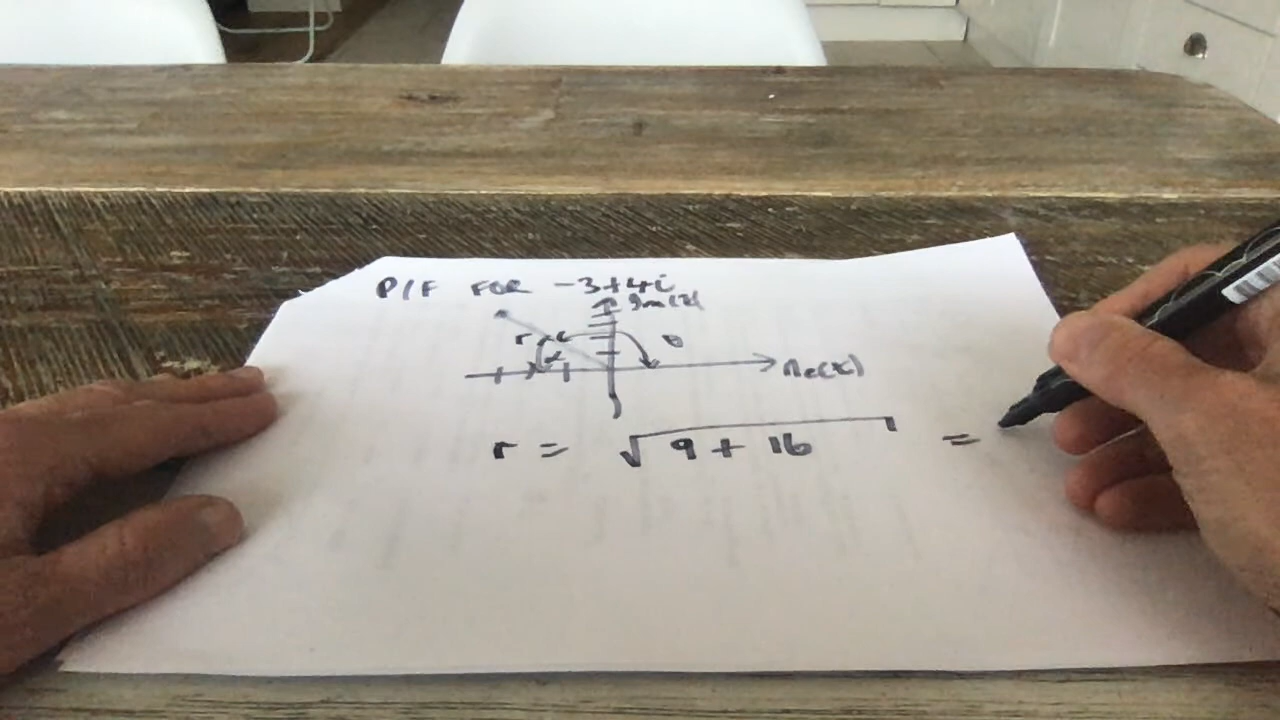 P/F FOR -3+4i
Im(z)
r α θ
Re(z)
r = √9 + 16 =